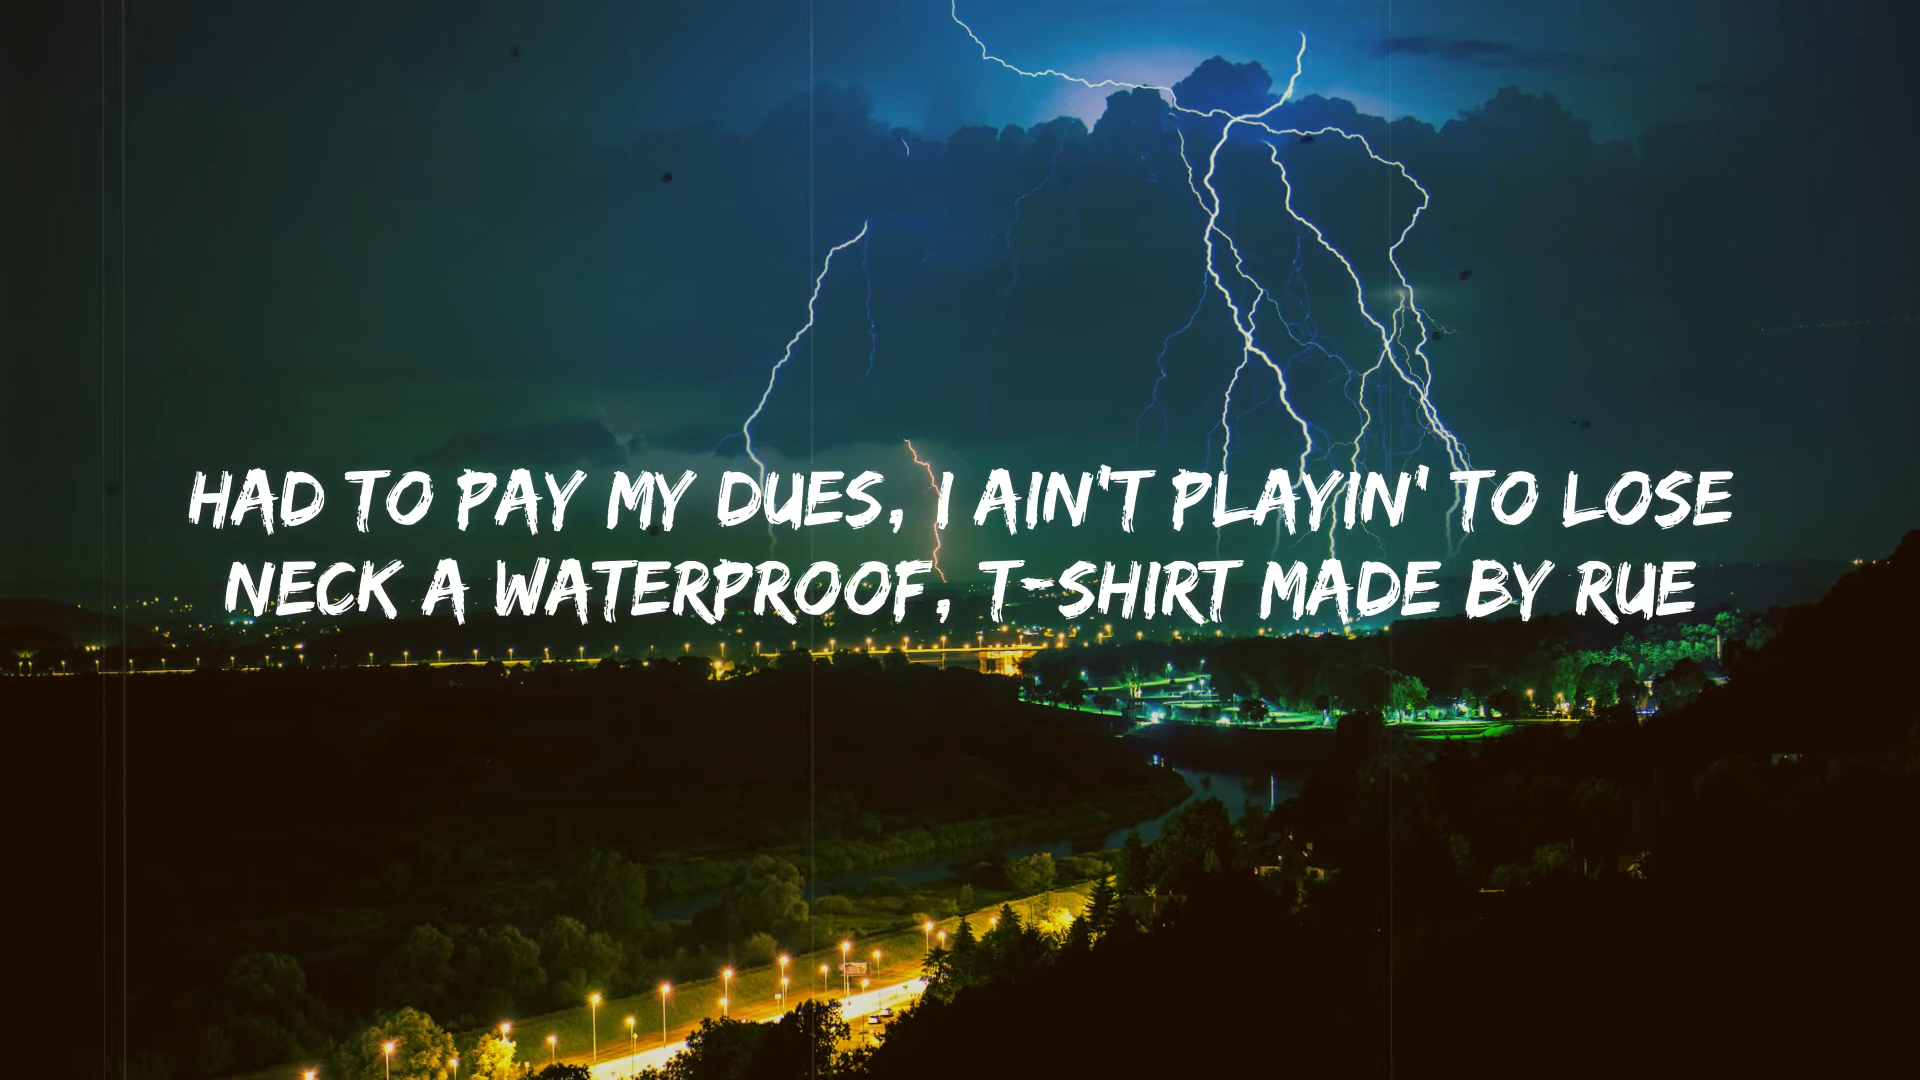 HAD TO PAY MY DUES, I AIN'T PLAYIN' TO LOSE
NECK A WATERPROOF, T-SHIRT MADE BY RUE